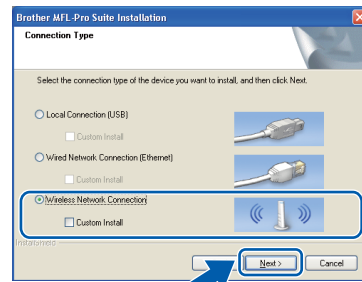 Brother MFL-Pro Suite Installation
Connection Type
Select the connection type of the device you want to install, and then click Next.
Local Connection (USB)
Custom Install
Wired Network Connection (Ethernet)
Custom Install
Wireless Network Connection
Custom Install
InstallShield
Next >
Cancel